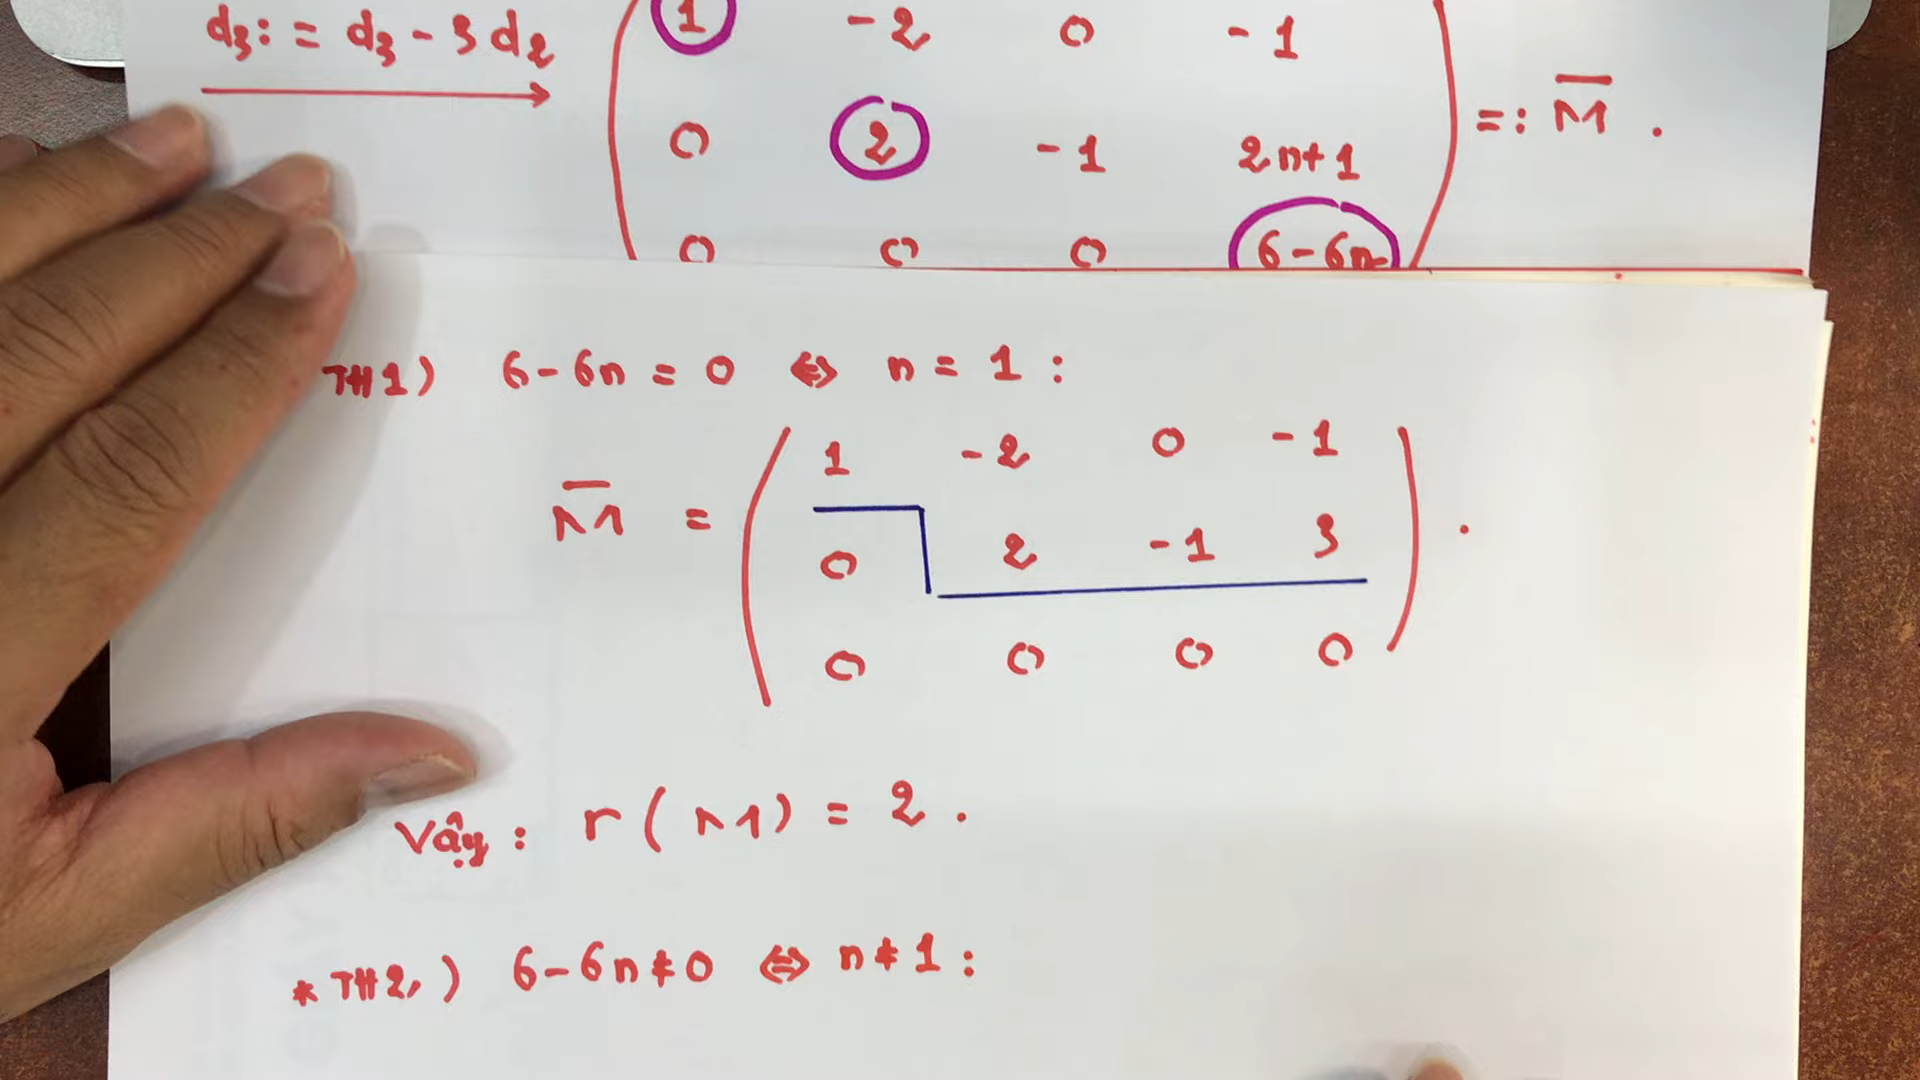 d3: = d3 - 3 d2
1 -2 0 -1
0 2 -1 2n+1 =: M̅ .
0 0 0 6-6n
TH1) 6-6n = 0 ⇔ n = 1 :
1 -2 0 -1
M̅ = 0 2 -1 3 .
0 0 0 0
Vậy: r(M) = 2 .
* TH2,) 6-6n≠0 ⇔ n≠1 :